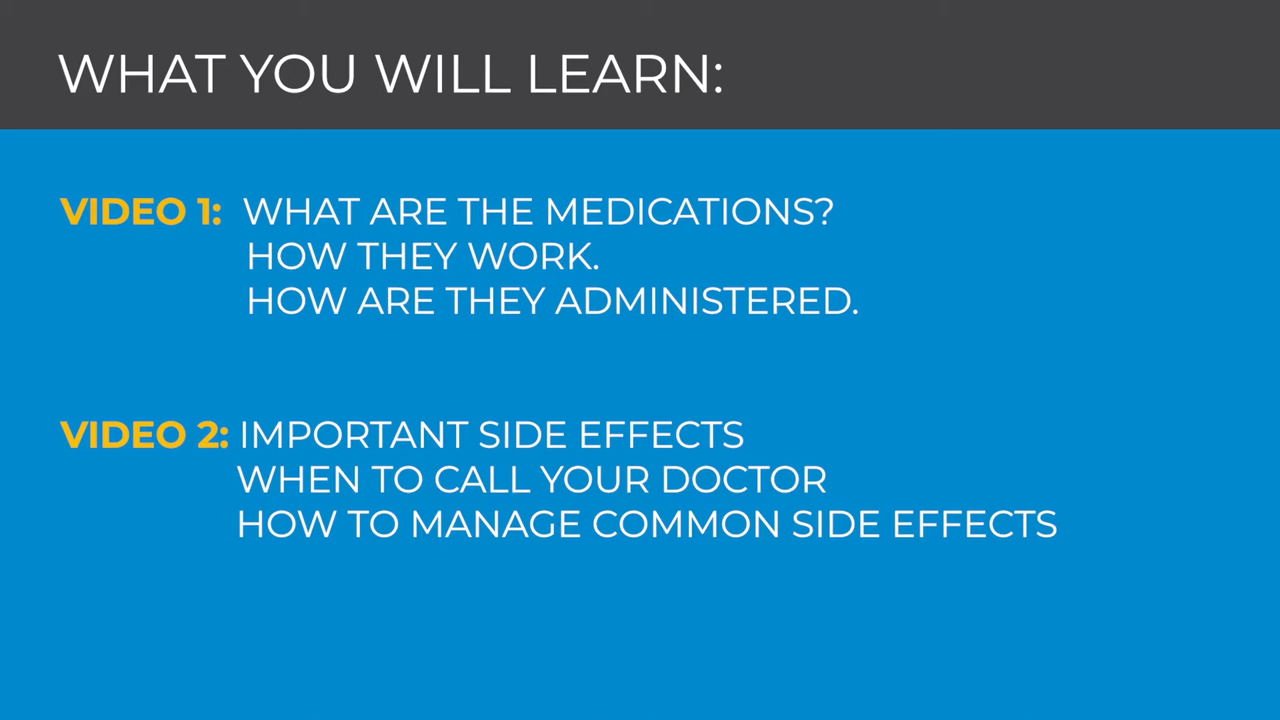 WHAT YOU WILL LEARN:
VIDEO 1: WHAT ARE THE MEDICATIONS?
HOW THEY WORK.
HOW ARE THEY ADMINISTERED.
VIDEO 2: IMPORTANT SIDE EFFECTS
WHEN TO CALL YOUR DOCTOR
HOW TO MANAGE COMMON SIDE EFFECTS